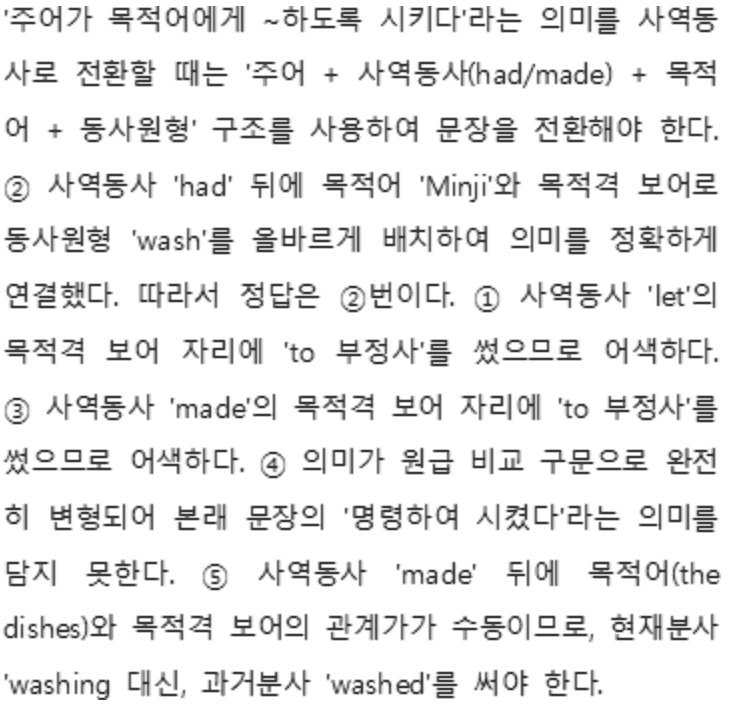 '주어가 목적어에게 ~하도록 시키다'라는 의미를 사역동
사로 전환할 때는 '주어 + 사역동사(had/made) + 목적
어 + 동사원형' 구조를 사용하여 문장을 전환해야 한다.
② 사역동사 'had' 뒤에 목적어 'Minji'와 목적격 보어로
동사원형 'wash'를 올바르게 배치하여 의미를 정확하게
연결했다. 따라서 정답은 ②번이다. ① 사역동사 'let'의
목적격 보어 자리에 'to 부정사'를 썼으므로 어색하다.
③ 사역동사 'made'의 목적격 보어 자리에 'to 부정사'를
썼으므로 어색하다. ④ 의미가 원급 비교 구문으로 완전
히 변형되어 본래 문장의 '명령하여 시켰다'라는 의미를
담지 못한다. ⑤ 사역동사 'made' 뒤에 목적어(the
dishes)와 목적격 보어의 관계가가 수동이므로, 현재분사
'washing 대신, 과거분사 'washed'를 써야 한다.